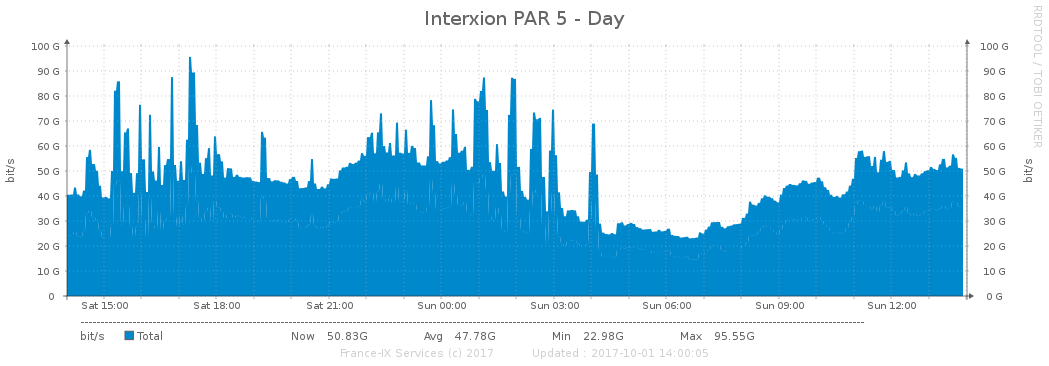 Interxion PAR 5 - Day
RRDTOOL / TOBI OETIKER
100 G 100 G
90 G 90 G
80 G 80 G
70 G 70 G
60 G 60 G
50 G 50 G
40 G 40 G
30 G 30 G
20 G 20 G
10 G 10 G
0 0 G
bit/s
bit/s
Sat 15:00 Sat 18:00 Sat 21:00 Sun 00:00 Sun 03:00 Sun 06:00 Sun 09:00 Sun 12:00
bit/s Total Now 50.83G Avg 47.78G Min 22.98G Max 95.55G
France-IX Services (c) 2017 Updated : 2017-10-01 14:00:05